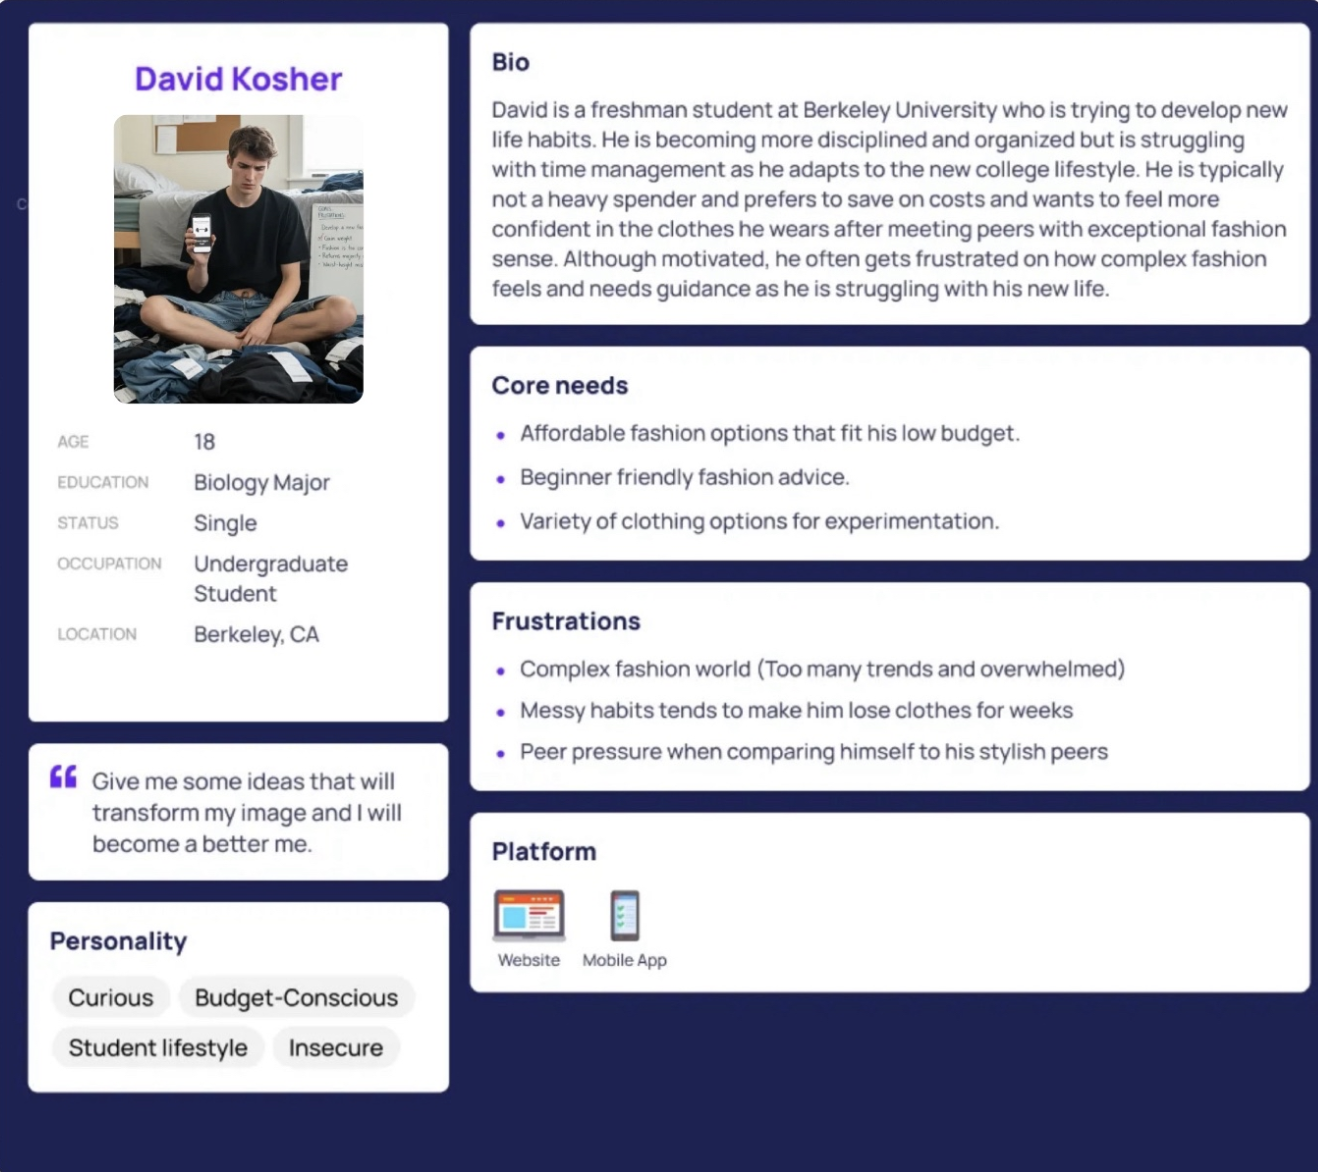 David Kosher
AGE 18
EDUCATION Biology Major
STATUS Single
OCCUPATION Undergraduate
Student
LOCATION Berkeley, CA
Give me some ideas that will
transform my image and I will
become a better me.
Personality
Curious Budget-Conscious
Student lifestyle Insecure
Bio
David is a freshman student at Berkeley University who is trying to develop new
life habits. He is becoming more disciplined and organized but is struggling
with time management as he adapts to the new college lifestyle. He is typically
not a heavy spender and prefers to save on costs and wants to feel more
confident in the clothes he wears after meeting peers with exceptional fashion
sense. Although motivated, he often gets frustrated on how complex fashion
feels and needs guidance as he is struggling with his new life.
Core needs
Affordable fashion options that fit his low budget.
Beginner friendly fashion advice.
Variety of clothing options for experimentation.
Frustrations
Complex fashion world (Too many trends and overwhelmed)
Messy habits tends to make him lose clothes for weeks
Peer pressure when comparing himself to his stylish peers
Platform
Website Mobile App